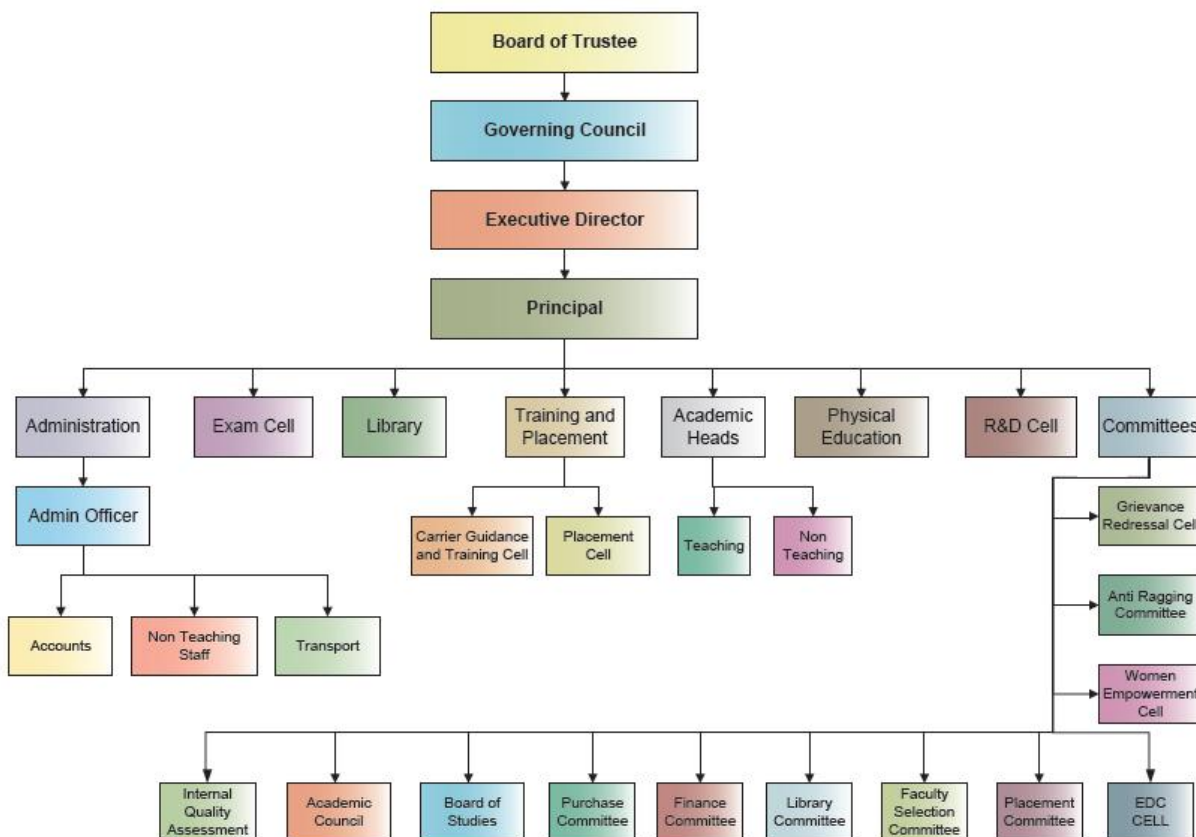 Board of Trustee
Governing Council
Executive Director
Principal
Administration
Exam Cell
Library
Training and
Placement
Academic
Heads
Physical
Education
R&D Cell
Committees
Admin Officer
Carrier Guidance
and Training Cell
Placement
Cell
Teaching
Non
Teaching
Grievance
Redressal Cell
Anti Ragging
Committee
Accounts
Non Teaching
Staff
Transport
Women
Empowerment
Cell
Internal
Quality
Assessment
Academic
Council
Board of
Studies
Purchase
Committee
Finance
Committee
Library
Committee
Faculty
Selection
Committee
Placement
Committee
EDC
CELL